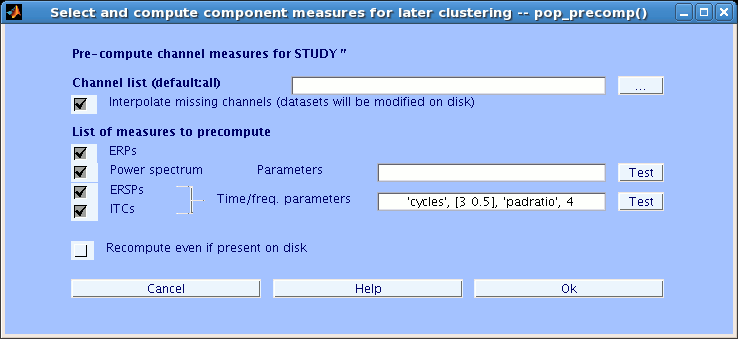 Select and compute component measures for later clustering -- pop_precomp()
Pre-compute channel measures for STUDY ''
Channel list (default:all)
...
Interpolate missing channels (datasets will be modified on disk)
List of measures to precompute
ERPs
Power spectrum Parameters Test
ERSPs
Time/freq. parameters 'cycles', [3 0.5], 'padratio', 4 Test
ITCs
Recompute even if present on disk
Cancel Help Ok